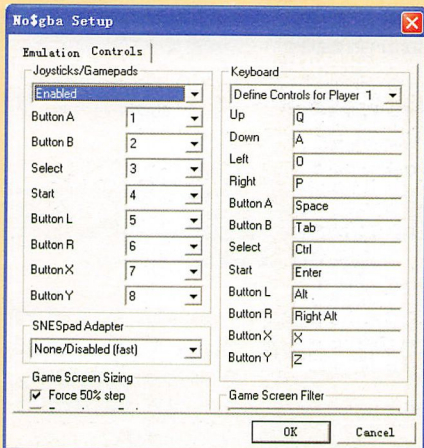 No$gba Setup
Emulation Controls
Joysticks/Gamepads
Enabled
Button A 1
Button B 2
Select 3
Start 4
Button L 5
Button R 6
Button X 7
Button Y 8
SNESpad Adapter
None/Disabled (fast)
Game Screen Sizing
Force 50% step
Keyboard
Define Controls for Player 1
Up Q
Down A
Left O
Right P
Button A Space
Button B Tab
Select Ctrl
Start Enter
Button L Alt
Button R Right Alt
Button X X
Button Y Z
Game Screen Filter
OK Cancel